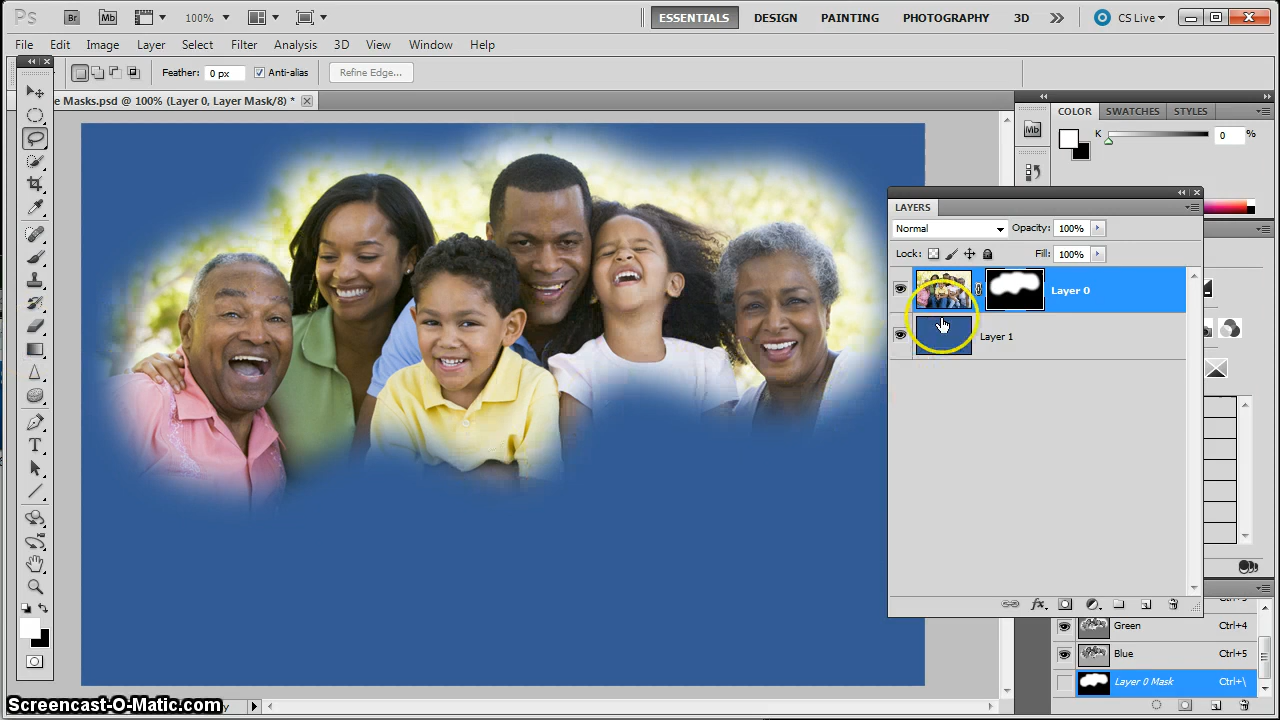 Ps Br Mb 100% ESSENTIALS DESIGN PAINTING PHOTOGRAPHY 3D CS Live
File Edit Image Layer Select Filter Analysis 3D View Window Help
Feather: 0 px Anti-alias Refine Edge...
e Masks.psd @ 100% (Layer 0, Layer Mask/8) *
COLOR SWATCHES STYLES
Mb K 0 %
LAYERS
Normal Opacity: 100%
Lock: Fill: 100%
Layer 0
Layer 1
T
fx
Green Ctrl+4
Blue Ctrl+5
Layer 0 Mask Ctrl+\
Screencast-O-Matic.com